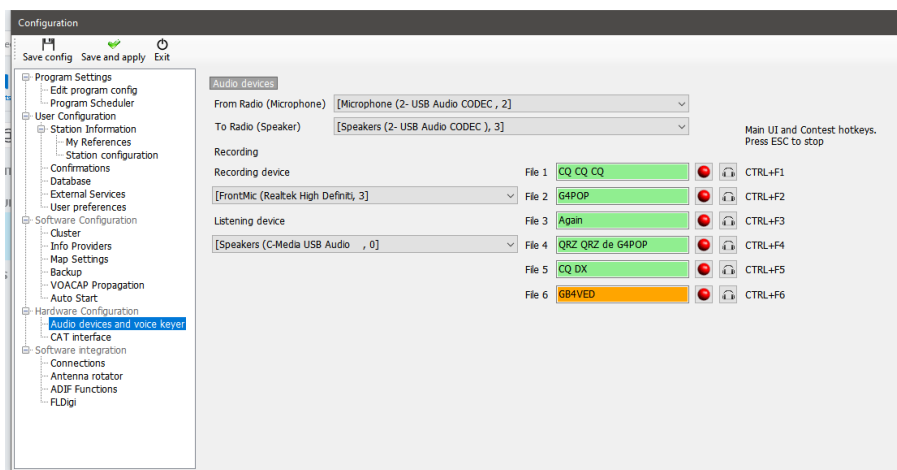 Configuration
Save config Save and apply Exit
Program Settings
Edit program config
Program Scheduler
User Configuration
Station Information
My References
Station configuration
Confirmations
Database
External Services
User preferences
Software Configuration
Cluster
Info Providers
Map Settings
Backup
VOACAP Propagation
Auto Start
Hardware Configuration
Audio devices and voice keyer
CAT interface
Software integration
Connections
Antenna rotator
ADIF Functions
FLDigi
Audio devices
From Radio (Microphone) [Microphone (2- USB Audio CODEC , 2]
To Radio (Speaker) [Speakers (2- USB Audio CODEC ), 3]
Main UI and Contest hotkeys.
Press ESC to stop
Recording
Recording device
File 1 CQ CQ CQ CTRL+F1
[FrontMic (Realtek High Definiti, 3]
File 2 G4POP CTRL+F2
Listening device
File 3 Again CTRL+F3
[Speakers (C-Media USB Audio , 0]
File 4 QRZ QRZ de G4POP CTRL+F4
File 5 CQ DX CTRL+F5
File 6 GB4VED CTRL+F6